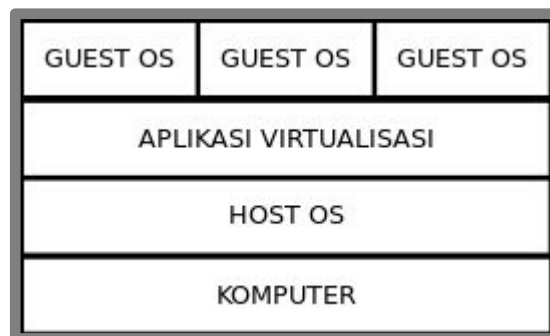 GUEST OS GUEST OS GUEST OS
APLIKASI VIRTUALISASI
HOST OS
KOMPUTER